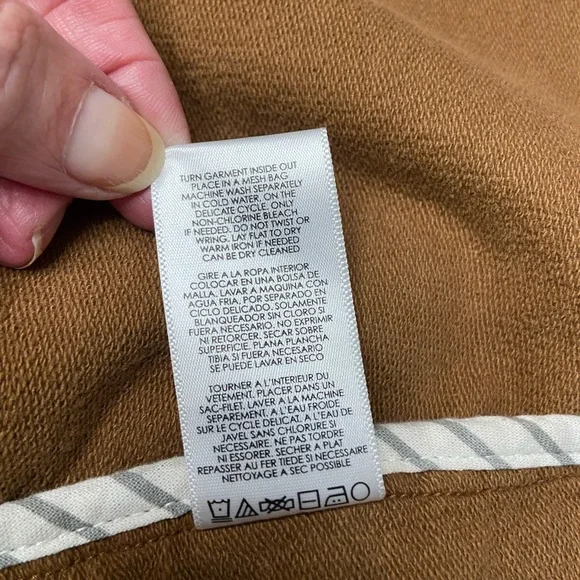 TURN GARMENT INSIDE OUT
PLACE IN A MESH BAG
MACHINE WASH SEPARATELY
IN COLD WATER, ON THE
DELICATE CYCLE. ONLY
NON-CHLORINE BLEACH
IF NEEDED. DO NOT TWIST OR
WRING. LAY FLAT TO DRY
WARM IRON IF NEEDED
CAN BE DRY CLEANED
GIRE A LA ROPA INTERIOR
COLOCAR EN UNA BOLSA DE
MALLA. LAVAR A MAQUINA CON
AGUA FRIA, POR SEPARADO EN
CICLO DELICADO. SOLAMENTE
BLANQUEADOR SIN CLORO SI
FUERA NECESARIO. NO EXPRIMIR
NI RETORCER. SECAR SOBRE
SUPERFICIE. PLANA PLANCHA
TIBIA SI FUERA NECESARIO
SE PUEDE LAVAR EN SECO
TOURNER A L'INTERIEUR DU
VETEMENT. PLACER DANS UN
SAC-FILET. LAVER A LA MACHINE
SEPAREMENT. A L'EAU FROIDE
SUR LE CYCLE DELICAT. A L'EAU DE
JAVEL SANS CHLORURE SI
NECESSAIRE. NE PAS TORDRE
NI ESSORER. SECHER A PLAT
REPASSER AU FER TIEDE SI NECESSAIRE
NETTOYAGE A SEC POSSIBLE